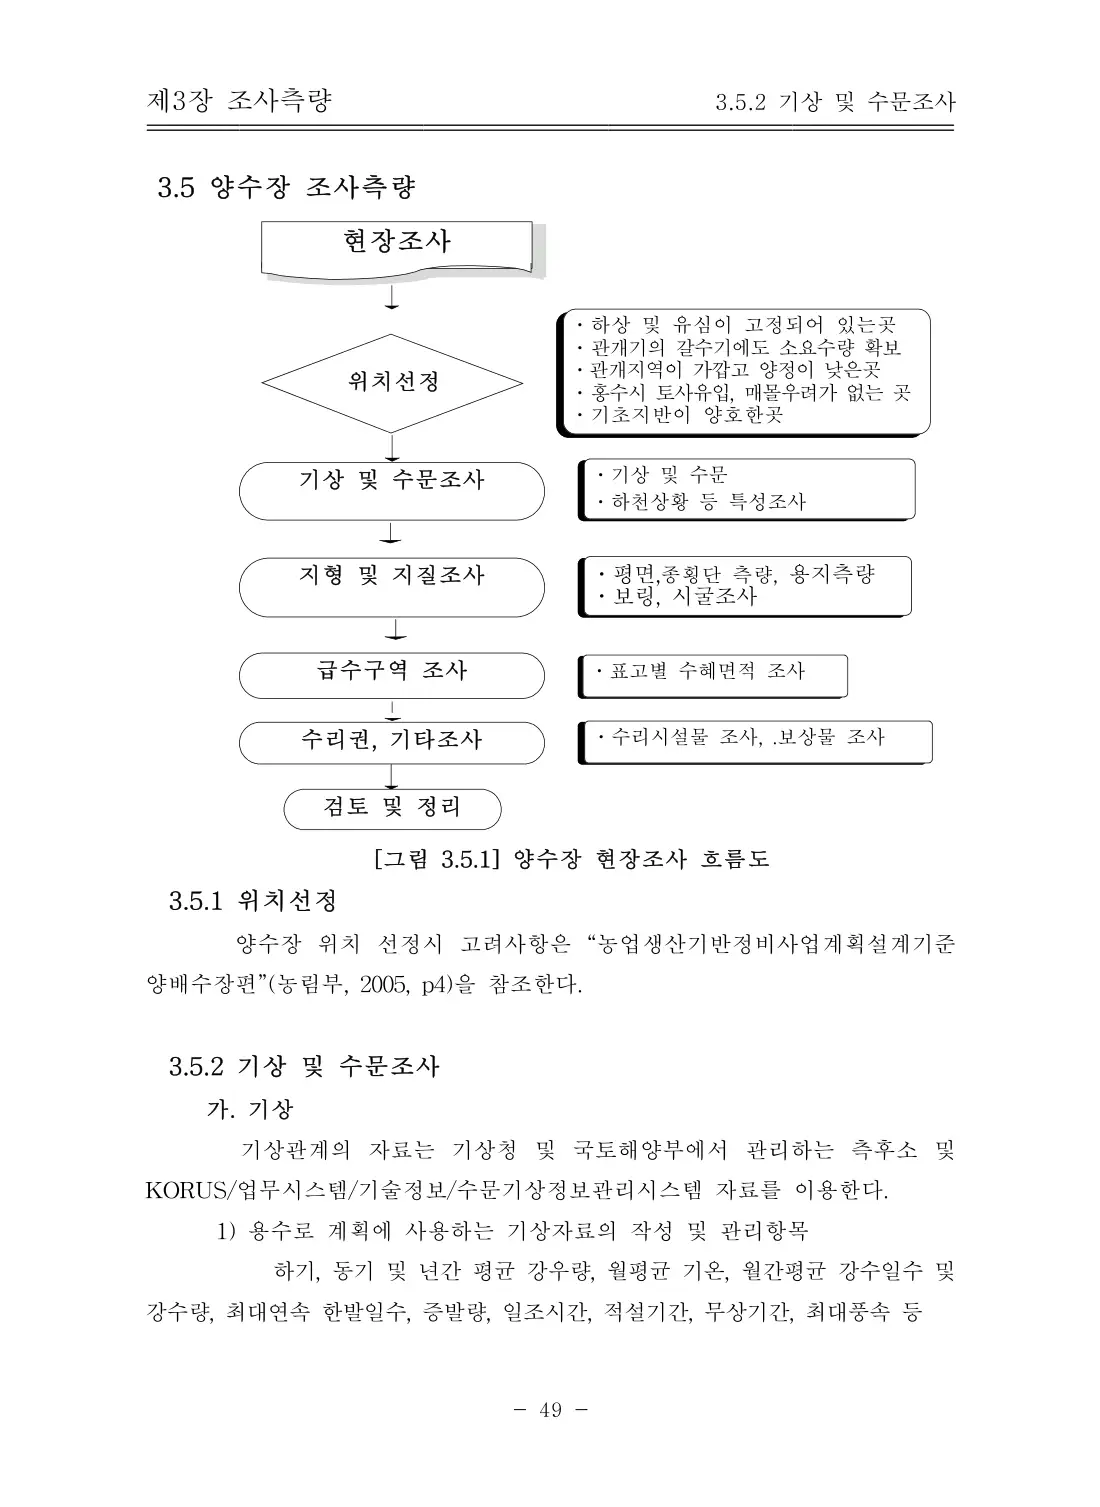 제3장 조사측량
3.5.2 기상 및 수문조사
3.5 양수장 조사측량
현장조사
위치선정
·하상 및 유심이 고정되어 있는곳
·관개기의 갈수기에도 소요수량 확보
·관개지역이 가깝고 양정이 낮은곳
·홍수시 토사유입, 매몰우려가 없는 곳
·기초지반이 양호한곳
기상 및 수문조사
·기상 및 수문
·하천상황 등 특성조사
지형 및 지질조사
·평면,종횡단 측량, 용지측량
·보링, 시굴조사
급수구역 조사
·표고별 수혜면적 조사
수리권, 기타조사
·수리시설물 조사, .보상물 조사
검토 및 정리
[그림 3.5.1] 양수장 현장조사 흐름도
3.5.1 위치선정
양수장 위치 선정시 고려사항은 “농업생산기반정비사업계획설계기준
양배수장편”(농림부, 2005, p4)을 참조한다.
3.5.2 기상 및 수문조사
가. 기상
기상관계의 자료는 기상청 및 국토해양부에서 관리하는 측후소 및
KORUS/업무시스템/기술정보/수문기상정보관리시스템 자료를 이용한다.
1) 용수로 계획에 사용하는 기상자료의 작성 및 관리항목
하기, 동기 및 년간 평균 강우량, 월평균 기온, 월간평균 강수일수 및
강수량, 최대연속 한발일수, 증발량, 일조시간, 적설기간, 무상기간, 최대풍속 등
- 49 -